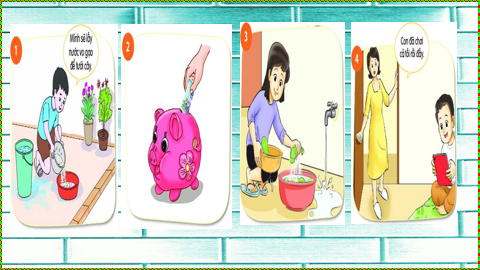 1
Mình sẽ lấy
nước vo gạo
để tưới cây.
2
3
4
Con đã chơi
cả tối rồi đấy.